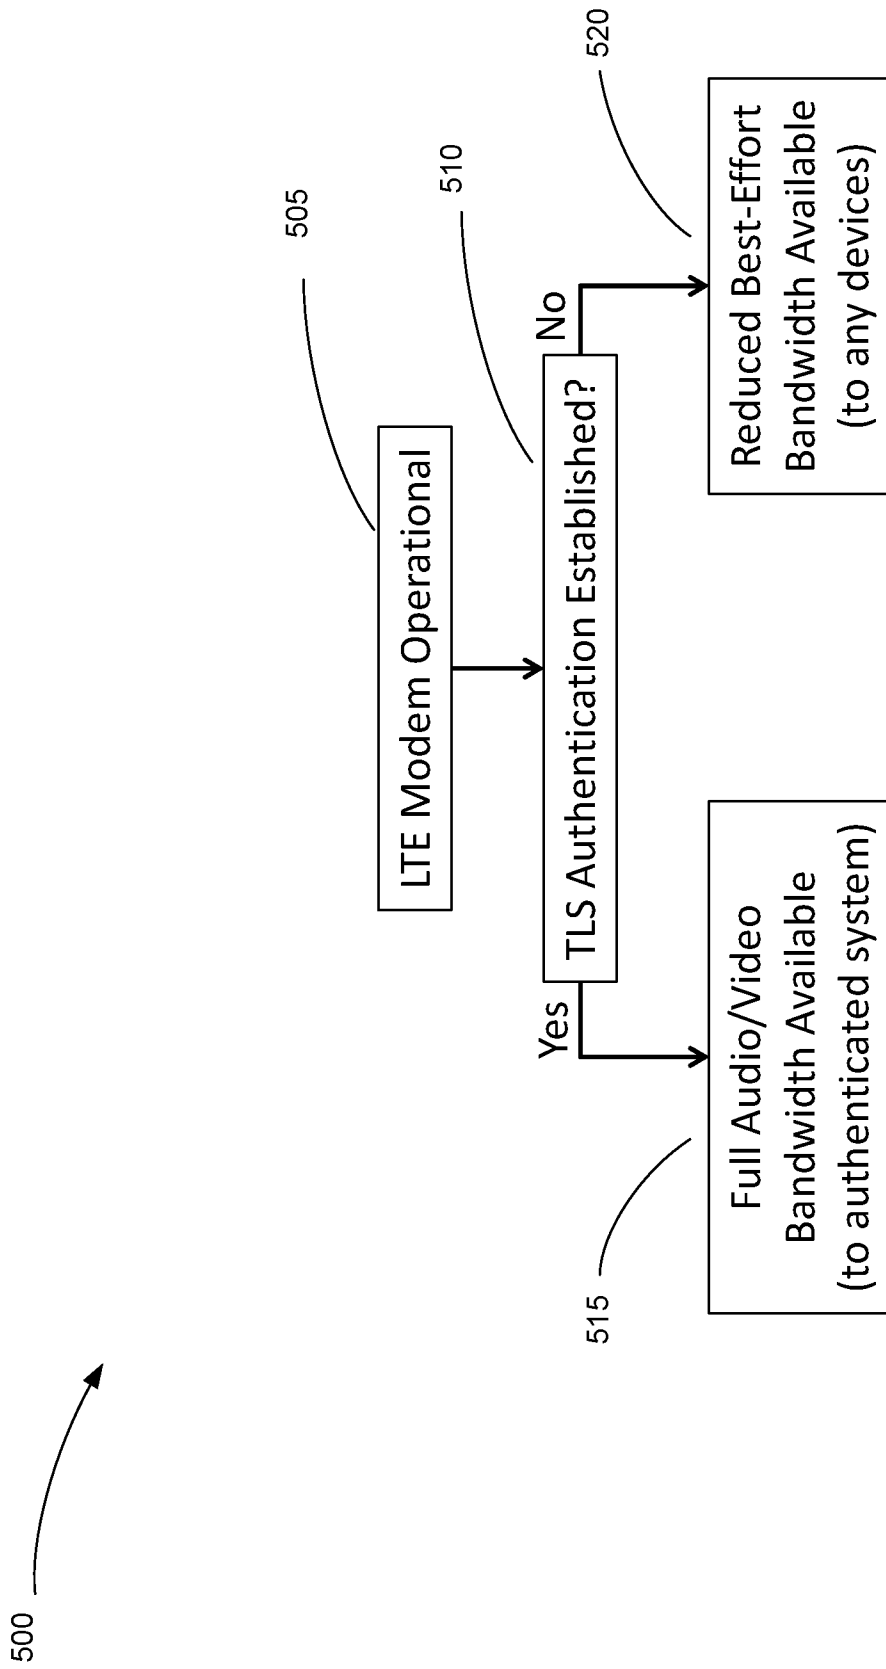 500
505
LTE Modem Operational
510
TLS Authentication Established?
Yes
No
515
520
Full Audio/Video
Bandwidth Available
(to authenticated system)
Reduced Best-Effort
Bandwidth Available
(to any devices)